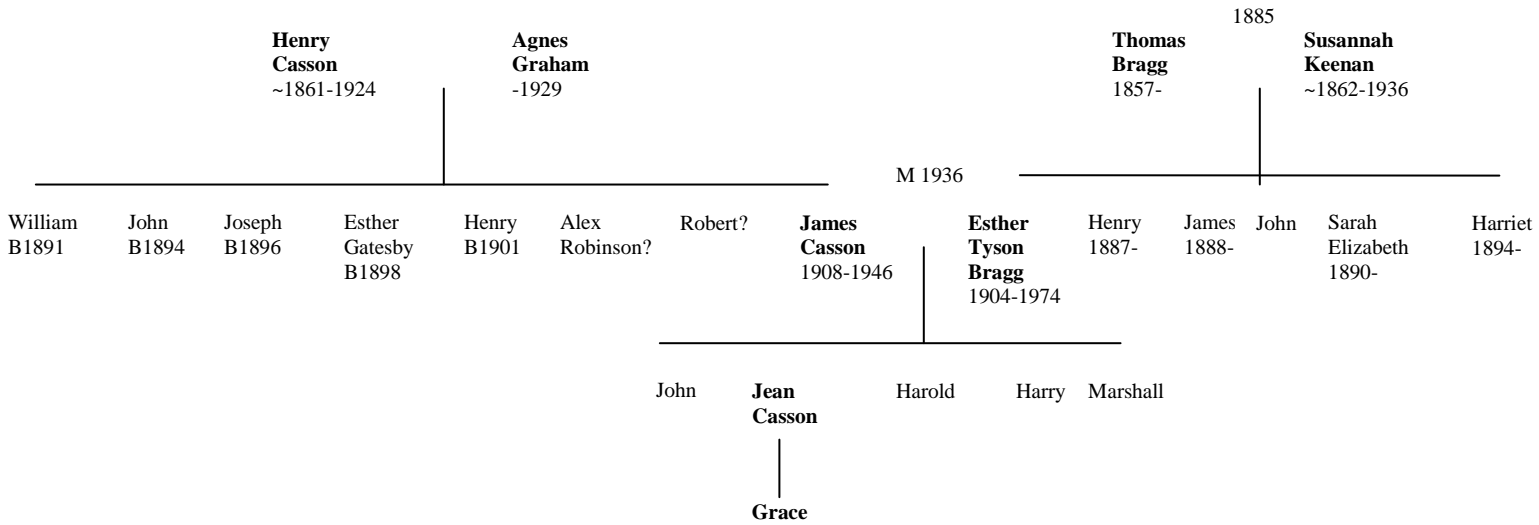 1885
Henry
Casson
~1861-1924
Agnes
Graham
-1929
Thomas
Bragg
1857-
Susannah
Keenan
~1862-1936
M 1936
William
B1891
John
B1894
Joseph
B1896
Esther
Gatesby
B1898
Henry
B1901
Alex
Robinson?
Robert?
James
Casson
1908-1946
Esther
Tyson
Bragg
1904-1974
Henry
1887-
James
1888-
John
Sarah
Elizabeth
1890-
Harriet
1894-
John
Jean
Casson
Harold
Harry
Marshall
Grace